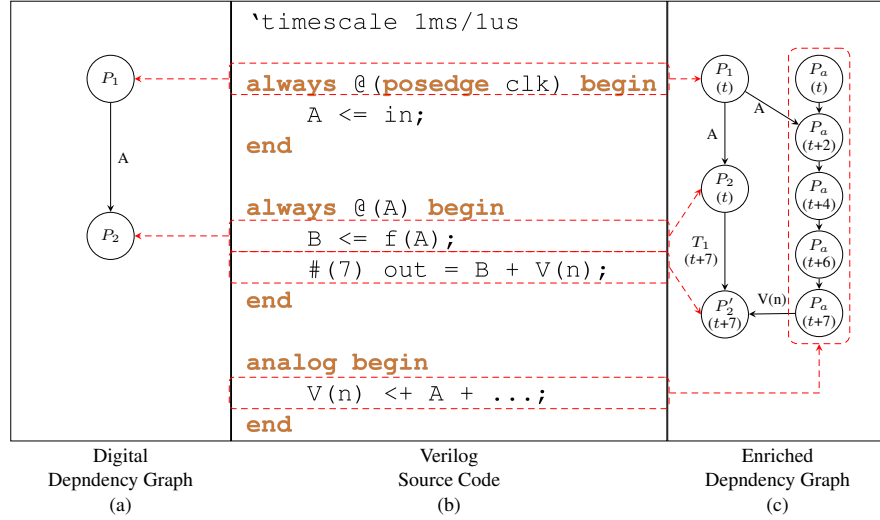 P1
A
P2
‵timescale 1ms/1us
always @(posedge clk) begin
A <= in;
end
always @(A) begin
B <= f(A);
#(7) out = B + V(n);
end
analog begin
V(n) <+ A + ...;
end
P1
(t)
Pa
(t)
A
A
Pa
(t+2)
P2
(t)
Pa
(t+4)
T1
(t+7)
Pa
(t+6)
V(n)
P2′
(t+7)
Pa
(t+7)
Digital
Depndency Graph
(a)
Verilog
Source Code
(b)
Enriched
Depndency Graph
(c)